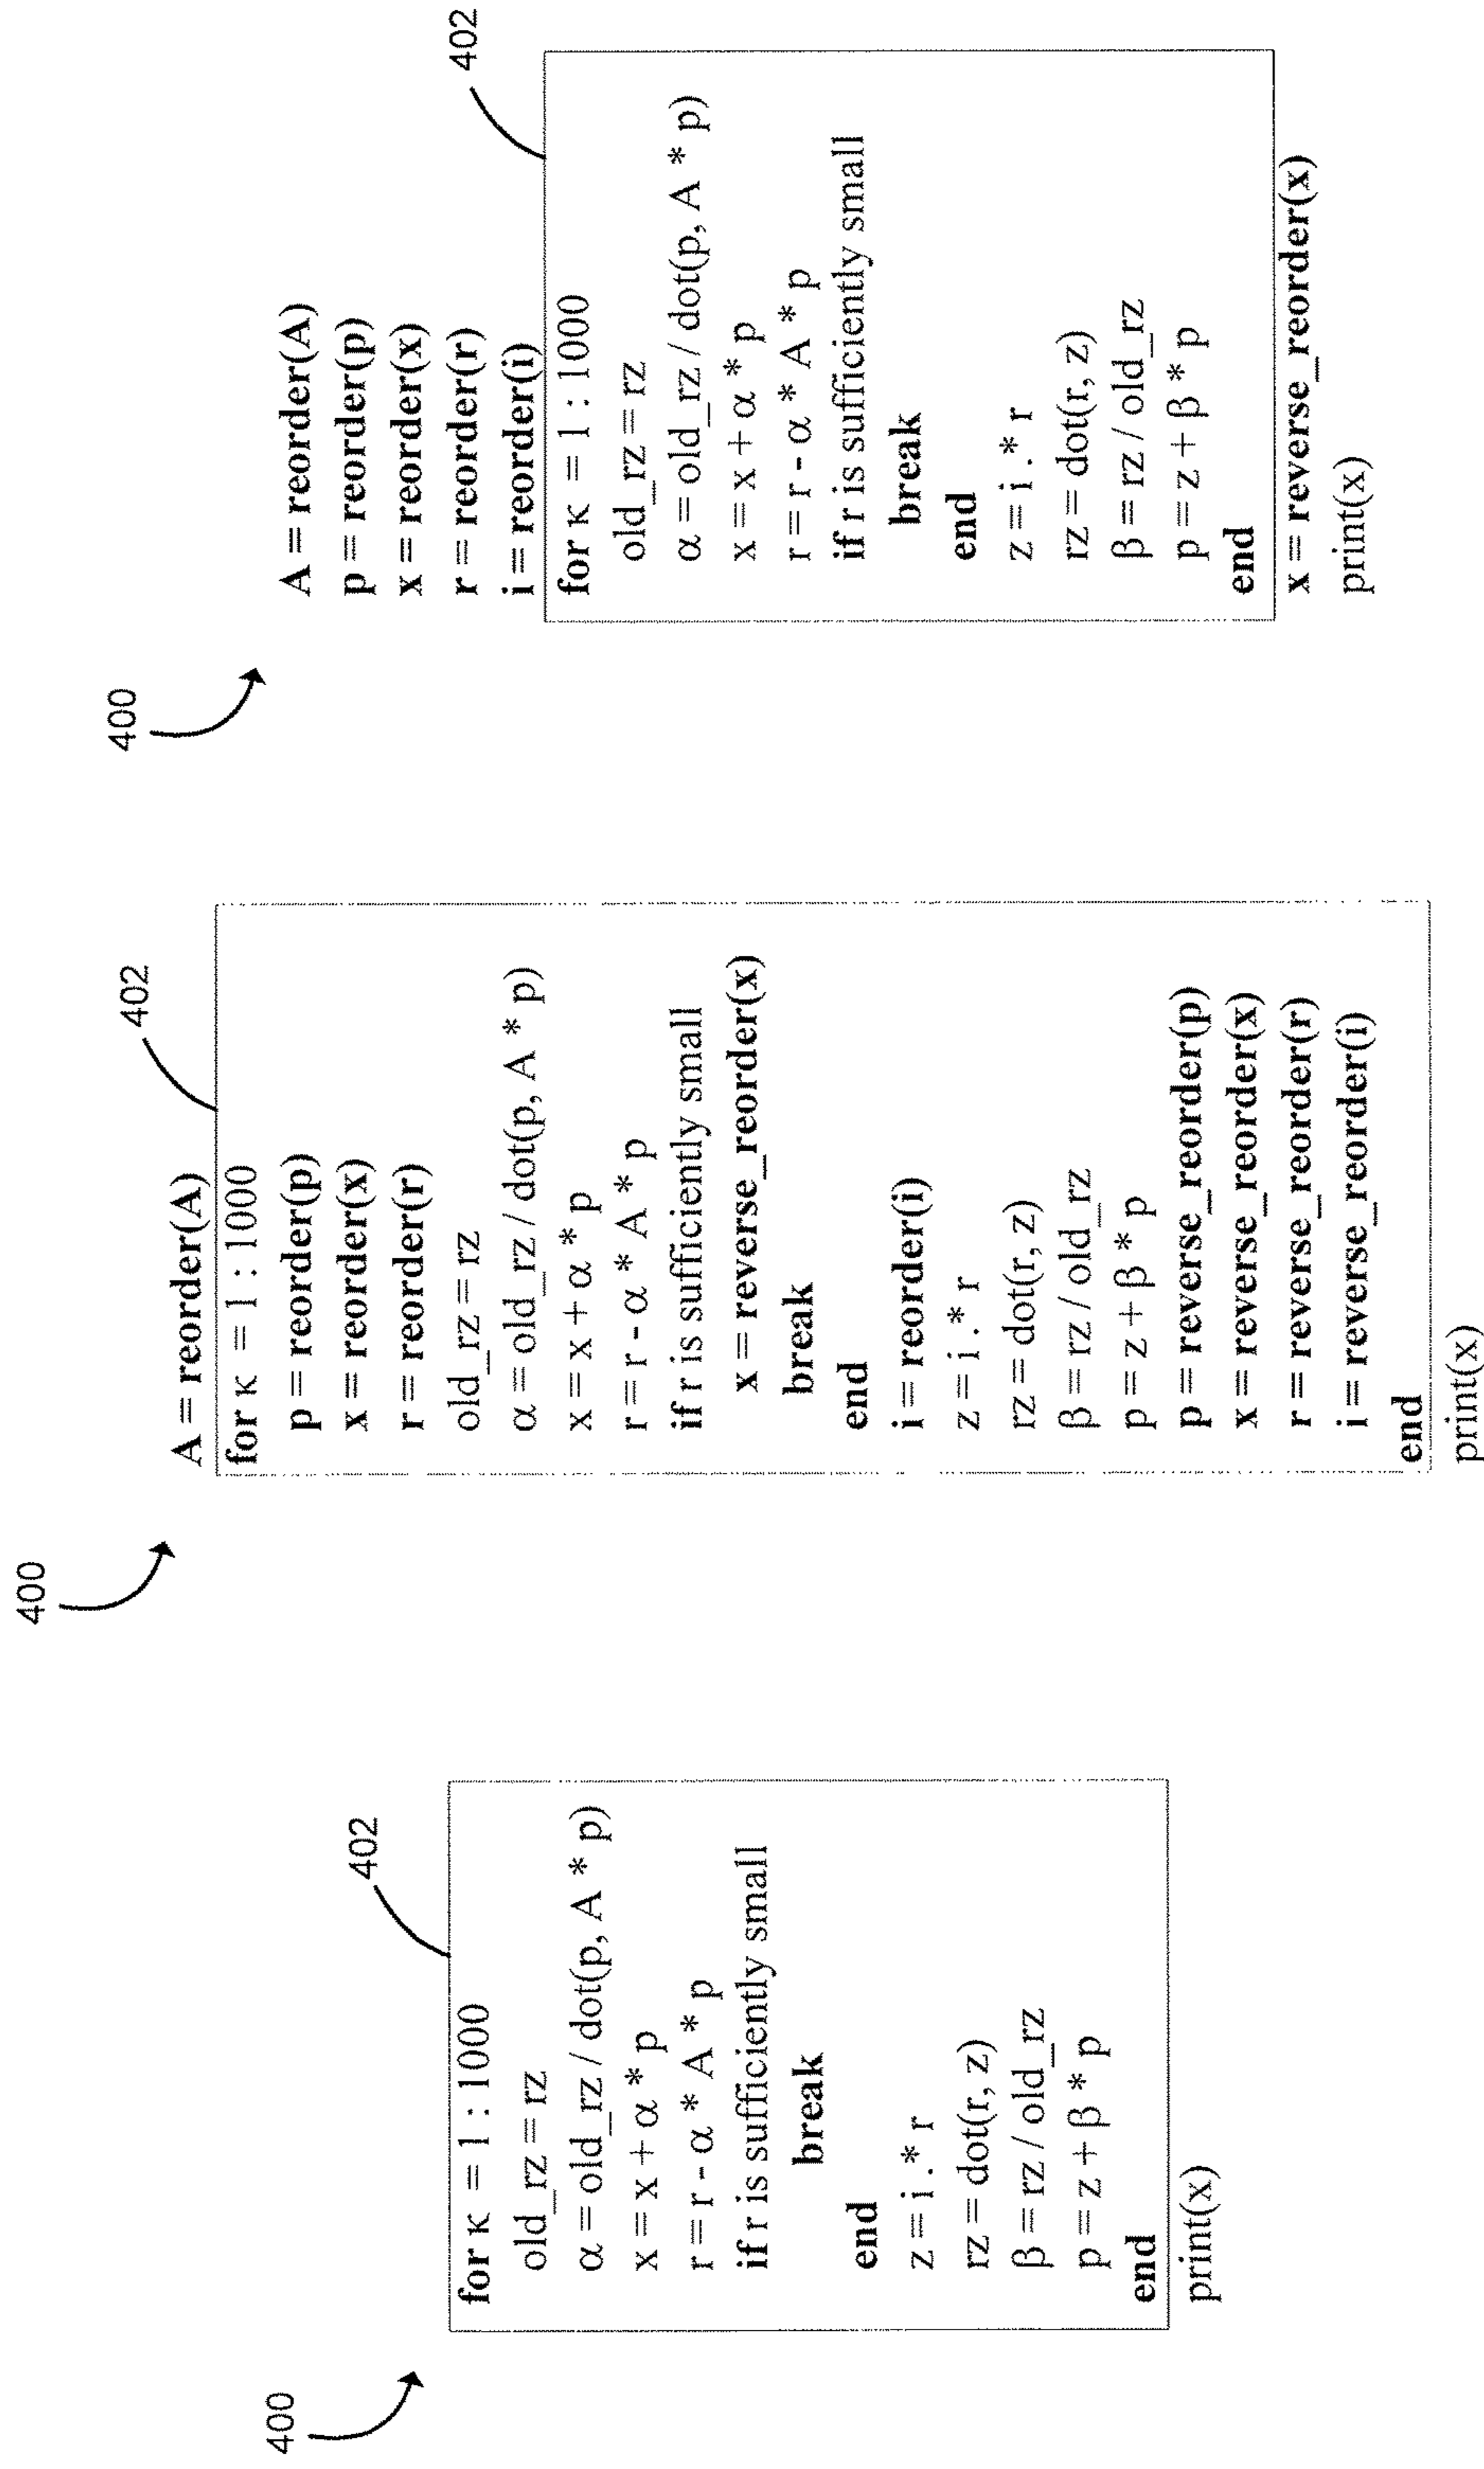 400
402
for κ = 1 : 1000
old_rz = rz
α = old_rz / dot(p, A * p)
x = x + α * p
r = r - α * A * p
if r is sufficiently small
break
end
z = i .* r
rz = dot(r, z)
β = rz / old_rz
p = z + β * p
end
print(x)
400
402
A = reorder(A)
for κ = 1 : 1000
p = reorder(p)
x = reorder(x)
r = reorder(r)
old_rz = rz
α = old_rz / dot(p, A * p)
x = x + α * p
r = r - α * A * p
if r is sufficiently small
x = reverse_reorder(x)
break
end
i = reorder(i)
z = i .* r
rz = dot(r, z)
β = rz / old_rz
p = z + β * p
p = reverse_reorder(p)
x = reverse_reorder(x)
r = reverse_reorder(r)
i = reverse_reorder(i)
end
print(x)
400
A = reorder(A)
p = reorder(p)
x = reorder(x)
r = reorder(r)
402
i = reorder(i)
for κ = 1 : 1000
old_rz = rz
α = old_rz / dot(p, A * p)
x = x + α * p
r = r - α * A * p
if r is sufficiently small
break
end
z = i .* r
rz = dot(r, z)
β = rz / old_rz
p = z + β * p
end
x = reverse_reorder(x)
print(x)